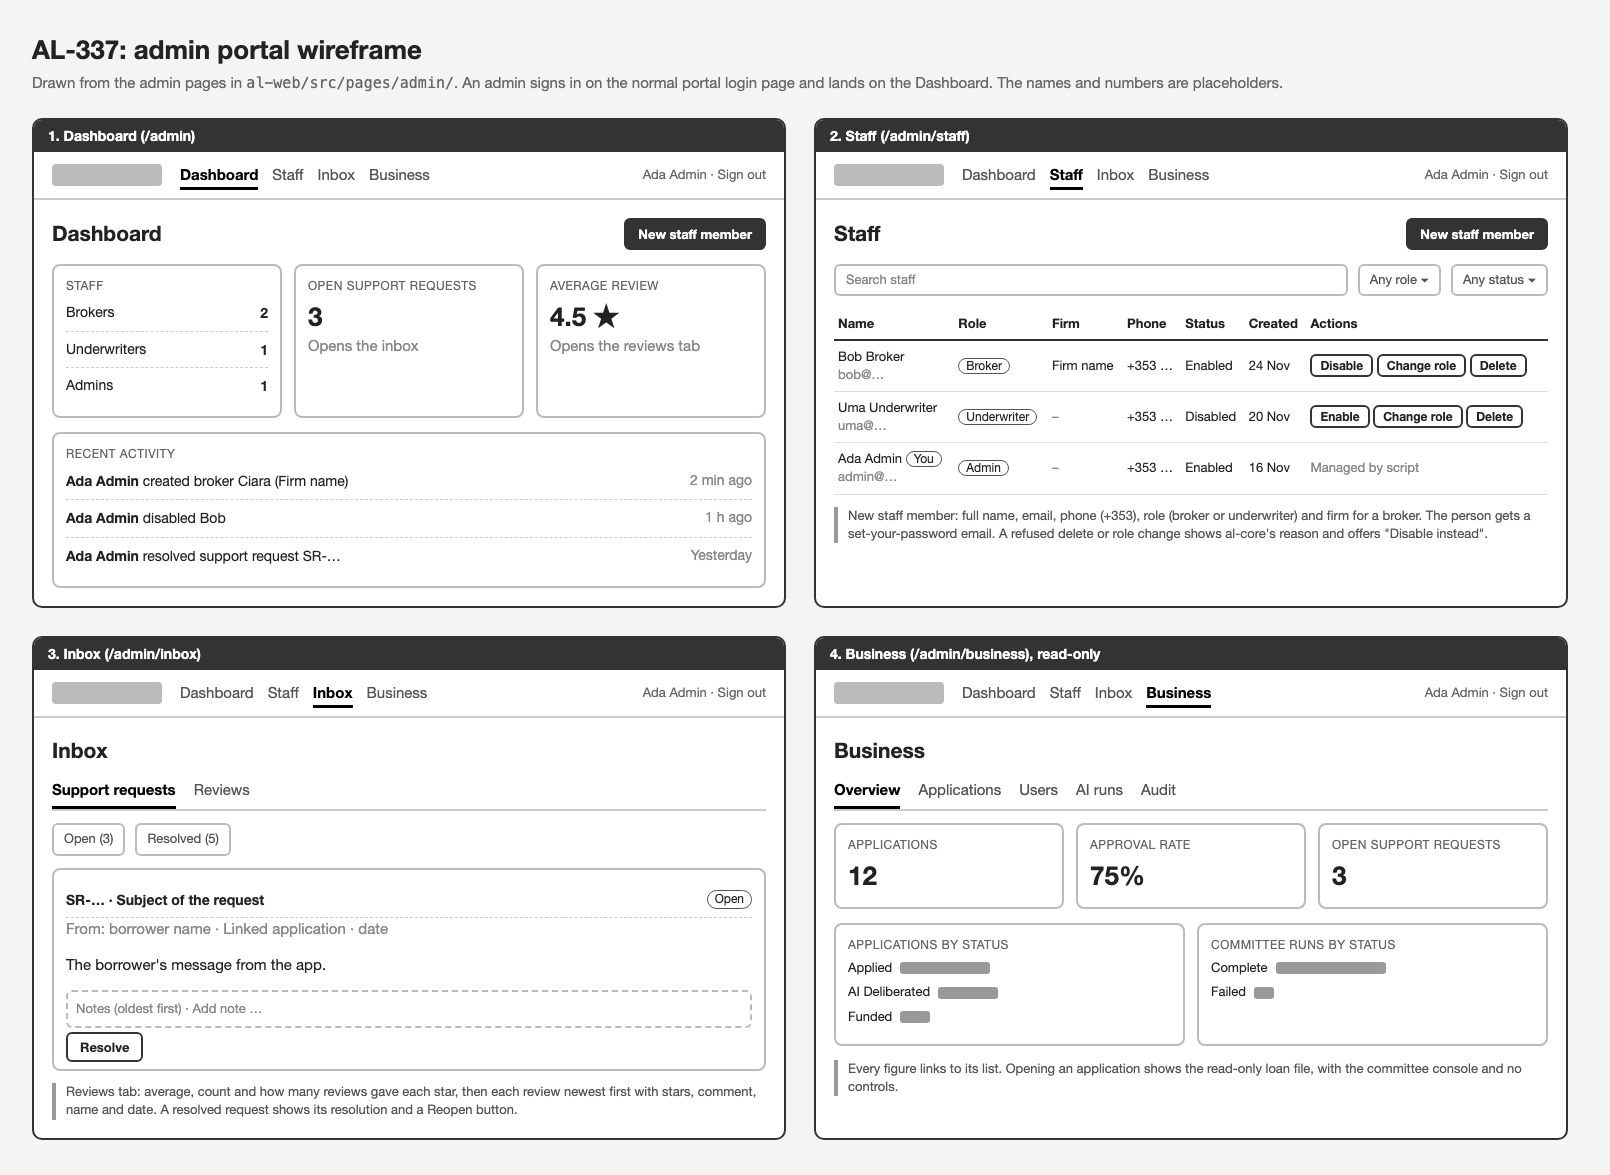 AL-337: admin portal wireframe
Drawn from the admin pages in al-web/src/pages/admin/. An admin signs in on the normal portal login page and lands on the Dashboard. The names and numbers are placeholders.
1. Dashboard (/admin)
Dashboard Staff Inbox Business Ada Admin · Sign out
Dashboard New staff member
STAFF
Brokers 2
Underwriters 1
Admins 1
OPEN SUPPORT REQUESTS
3
Opens the inbox
AVERAGE REVIEW
4.5 ★
Opens the reviews tab
RECENT ACTIVITY
Ada Admin created broker Ciara (Firm name) 2 min ago
Ada Admin disabled Bob 1 h ago
Ada Admin resolved support request SR-... Yesterday
2. Staff (/admin/staff)
Dashboard Staff Inbox Business Ada Admin · Sign out
Staff New staff member
Search staff Any role ▾ Any status ▾
Name Role Firm Phone Status Created Actions
Bob Broker
bob@... Broker Firm name +353 ... Enabled 24 Nov Disable Change role Delete
Uma Underwriter
uma@... Underwriter – +353 ... Disabled 20 Nov Enable Change role Delete
Ada Admin You
admin@... Admin – +353 ... Enabled 16 Nov Managed by script
New staff member: full name, email, phone (+353), role (broker or underwriter) and firm for a broker. The person gets a
set-your-password email. A refused delete or role change shows al-core's reason and offers "Disable instead".
3. Inbox (/admin/inbox)
Dashboard Staff Inbox Business Ada Admin · Sign out
Inbox
Support requests Reviews
Open (3) Resolved (5)
SR-... · Subject of the request Open
From: borrower name · Linked application · date
The borrower's message from the app.
Notes (oldest first) · Add note ...
Resolve
Reviews tab: average, count and how many reviews gave each star, then each review newest first with stars, comment,
name and date. A resolved request shows its resolution and a Reopen button.
4. Business (/admin/business), read-only
Dashboard Staff Inbox Business Ada Admin · Sign out
Business
Overview Applications Users AI runs Audit
APPLICATIONS
12
APPROVAL RATE
75%
OPEN SUPPORT REQUESTS
3
APPLICATIONS BY STATUS
Applied
AI Deliberated
Funded
COMMITTEE RUNS BY STATUS
Complete
Failed
Every figure links to its list. Opening an application shows the read-only loan file, with the committee console and no
controls.